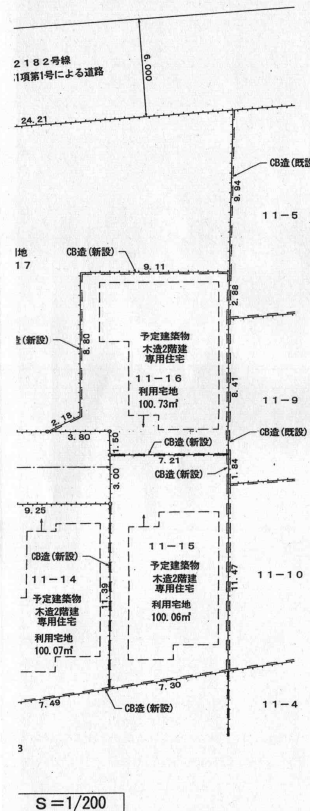 6.000
2182号線
1項第1号による道路
24.21
CB造(既設
9.94
11-5
17
CB造(新設)
9.11
2.88
造(新設)
8.80
予定建築物
木造2階建
専用住宅
11-16
利用宅地
100.73㎡
8.41
11-9
2.18
3.80
1.50
CB造(新設)
7.21
CB造(既設)
CB造(新設)
1.84
3.00
9.25
CB造(新設)
11-15
予定建築物
木造2階建
専用住宅
利用宅地
100.06㎡
11.39
11.47
11-10
11-14
予定建築物
木造2階建
専用住宅
利用宅地
100.07㎡
7.49
7.30
CB造(新設)
11-4
3
S=1/200